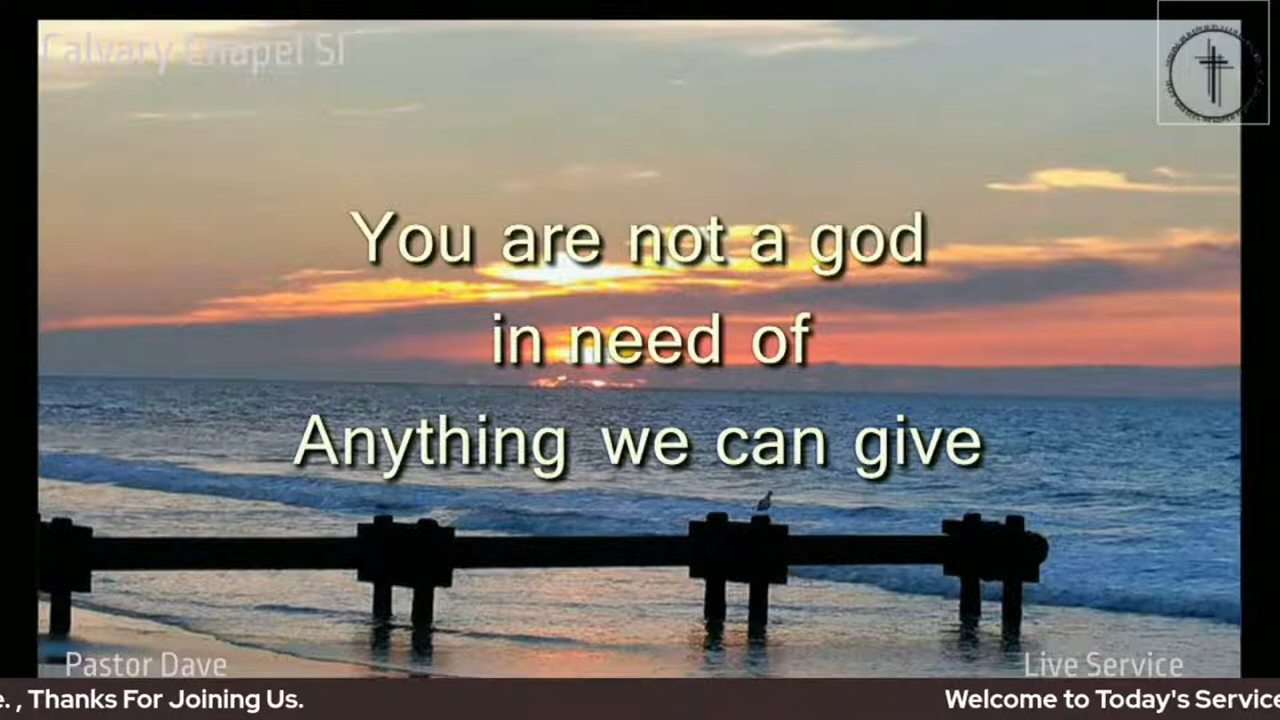 Calvary Chapel SI
You are not a god
in need of
Anything we can give
Pastor Dave
Live Service
e. , Thanks For Joining Us.
Welcome to Today's Service